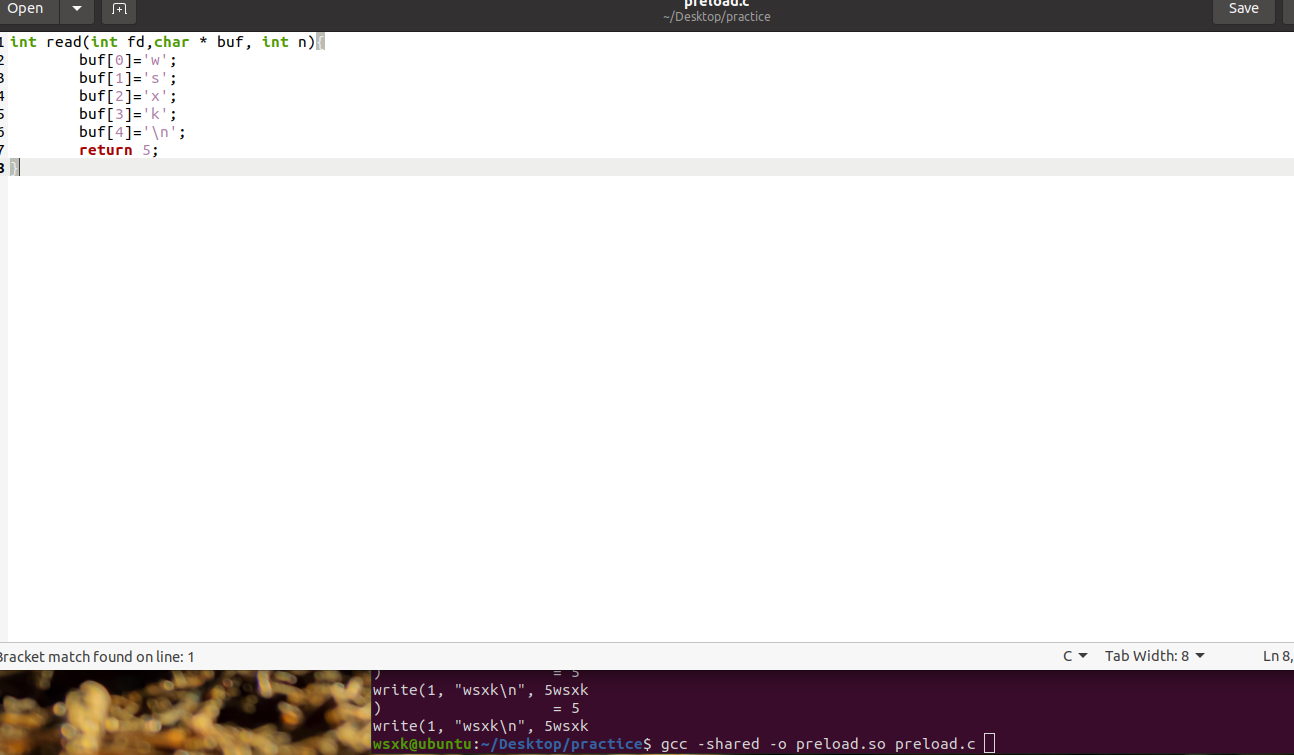 Open
preload.c
~/Desktop/practice
Save
1 int read(int fd,char * buf, int n){
2 buf[0]='w';
3 buf[1]='s';
4 buf[2]='x';
5 buf[3]='k';
6 buf[4]='\n';
7 return 5;
8 }
Bracket match found on line: 1
C
Tab Width: 8
Ln 8,
) = 5
write(1, "wsxk\n", 5wsxk
) = 5
write(1, "wsxk\n", 5wsxk
wsxk@ubuntu:~/Desktop/practice$ gcc -shared -o preload.so preload.c